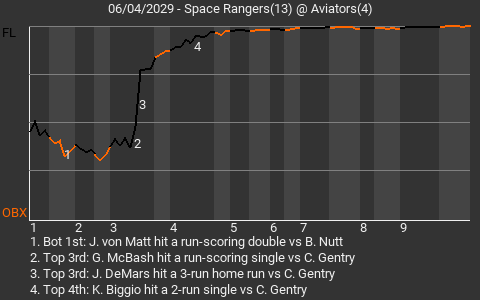 06/04/2029 - Space Rangers(13) @ Aviators(4)
FL
4
3
2
1
OBX
1 2 3 4 5 6 7 8 9
1. Bot 1st: J. von Matt hit a run-scoring double vs B. Nutt
2. Top 3rd: G. McBash hit a run-scoring single vs C. Gentry
3. Top 3rd: J. DeMars hit a 3-run home run vs C. Gentry
4. Top 4th: K. Biggio hit a 2-run single vs C. Gentry